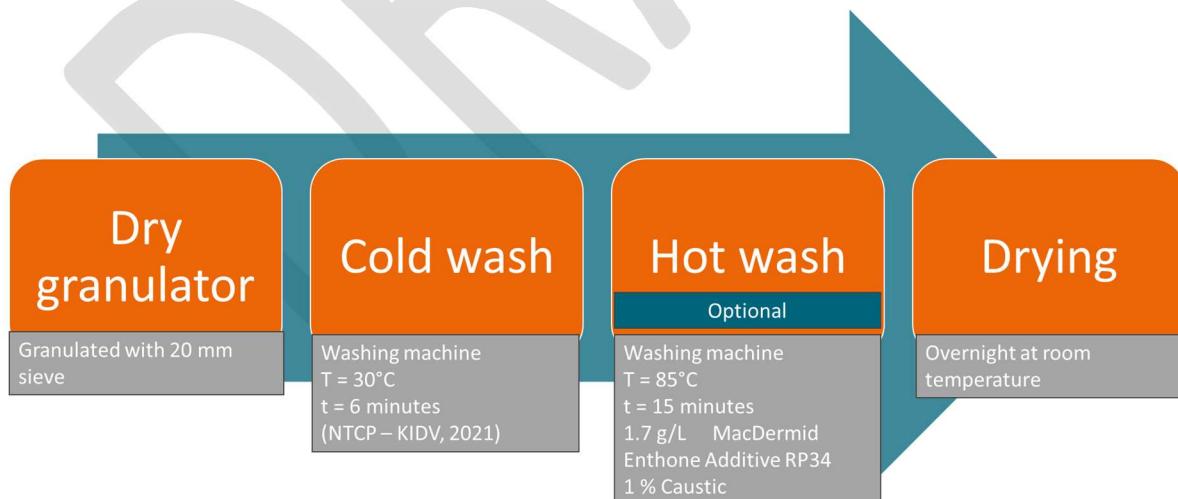 Dry
granulator
Granulated with 20 mm
sieve
Cold wash
Washing machine
T = 30°C
t = 6 minutes
(NTCP – KIDV, 2021)
Hot wash
Optional
Washing machine
T = 85°C
t = 15 minutes
1.7 g/L MacDermid
Enthone Additive RP34
1 % Caustic
Drying
Overnight at room
temperature